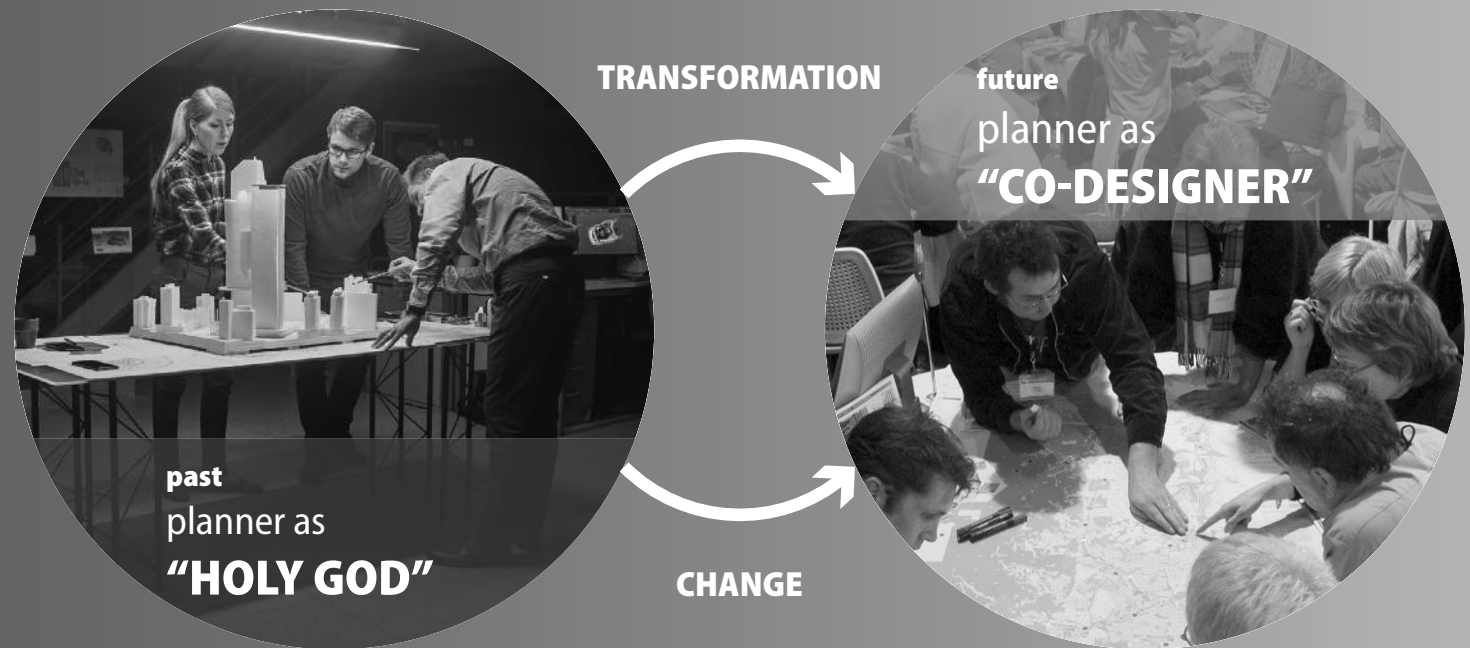 TRANSFORMATION
future
planner as
“CO-DESIGNER”
past
planner as
“HOLY GOD”
CHANGE